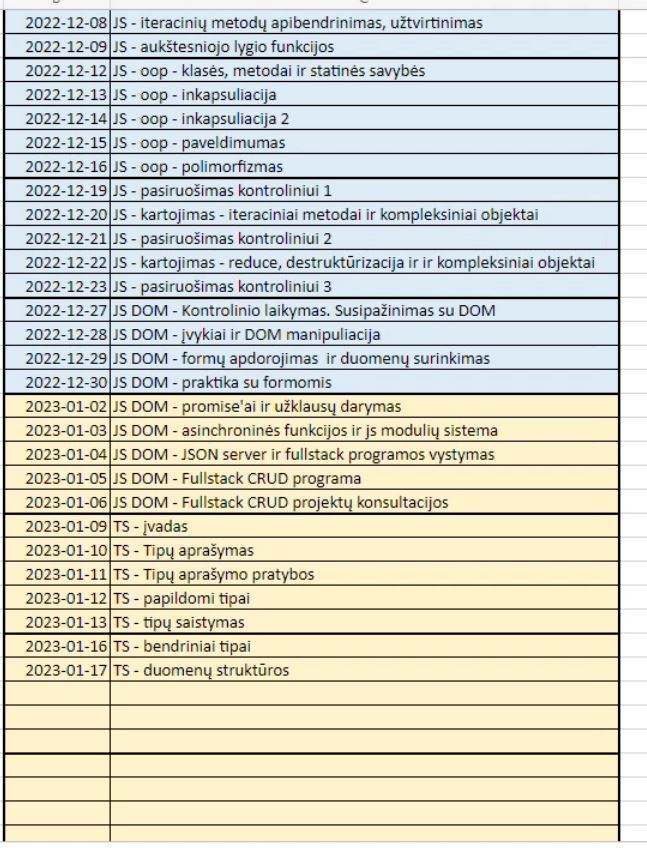 2022-12-08 JS - iteracinių metodų apibendrinimas, užtvirtinimas
2022-12-09 JS - aukštesniojo lygio funkcijos
2022-12-12 JS - oop - klasės, metodai ir statinės savybės
2022-12-13 JS - oop - inkapsuliacija
2022-12-14 JS - oop - inkapsuliacija 2
2022-12-15 JS - oop - paveldimumas
2022-12-16 JS - oop - polimorfizmas
2022-12-19 JS - pasiruošimas kontroliniui 1
2022-12-20 JS - kartojimas - iteraciniai metodai ir kompleksiniai objektai
2022-12-21 JS - pasiruošimas kontroliniui 2
2022-12-22 JS - kartojimas - reduce, destruktūrizacija ir ir kompleksiniai objektai
2022-12-23 JS - pasiruošimas kontroliniui 3
2022-12-27 JS DOM - Kontrolinio laikymas. Susipažinimas su DOM
2022-12-28 JS DOM - įvykiai ir DOM manipuliacija
2022-12-29 JS DOM - formų apdorojimas ir duomenų surinkimas
2022-12-30 JS DOM - praktika su formomis
2023-01-02 JS DOM - promise'ai ir užklausų darymas
2023-01-03 JS DOM - asinchroninės funkcijos ir js modulių sistema
2023-01-04 JS DOM - JSON server ir fullstack programos vystymas
2023-01-05 JS DOM - Fullstack CRUD programa
2023-01-06 JS DOM - Fullstack CRUD projektų konsultacijos
2023-01-09 TS - įvadas
2023-01-10 TS - Tipų aprašymas
2023-01-11 TS - Tipų aprašymo pratybos
2023-01-12 TS - papildomi tipai
2023-01-13 TS - tipų saistymas
2023-01-16 TS - bendriniai tipai
2023-01-17 TS - duomenų struktūros